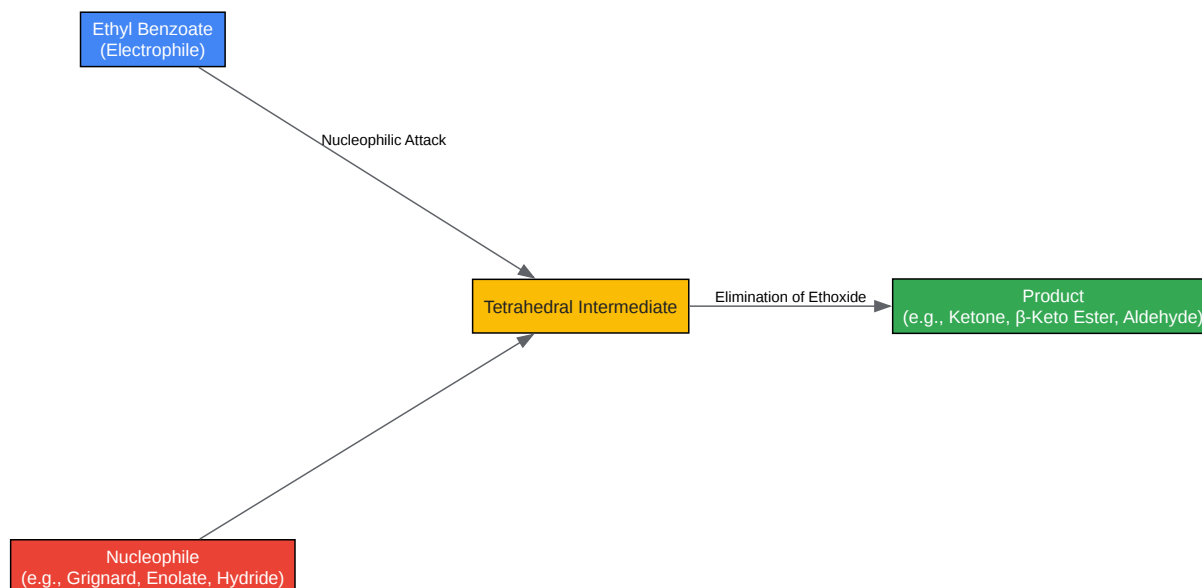 Ethyl Benzoate
(Electrophile)
Nucleophilic Attack
Tetrahedral Intermediate
Elimination of Ethoxide
Product
(e.g., Ketone, β-Keto Ester, Aldehyde)
Nucleophile
(e.g., Grignard, Enolate, Hydride)